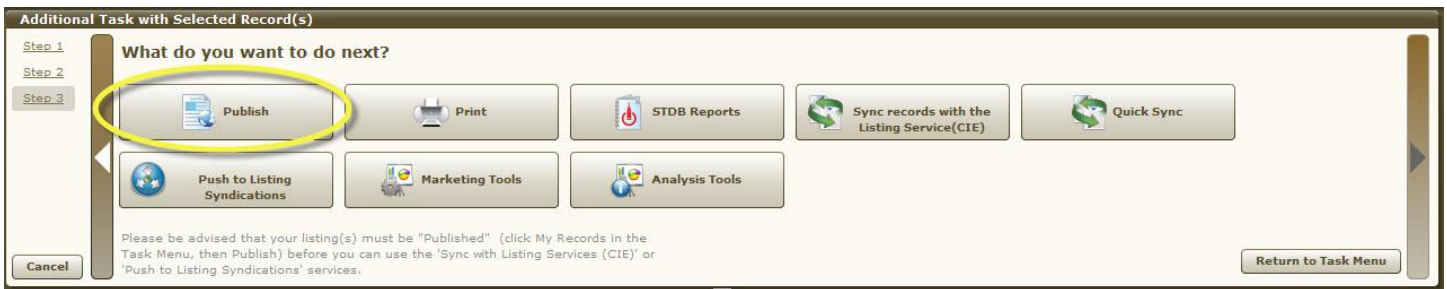 Additional Task with Selected Record(s)
Step 1
Step 2
Step 3
What do you want to do next?
Publish
Print
STDB Reports
Sync records with the
Listing Service(CIE)
Quick Sync
Push to Listing
Syndications
Marketing Tools
Analysis Tools
Please be advised that your listing(s) must be "Published" (click My Records in the
Task Menu, then Publish) before you can use the 'Sync with Listing Services (CIE)' or
'Push to Listing Syndications' services.
Cancel
Return to Task Menu